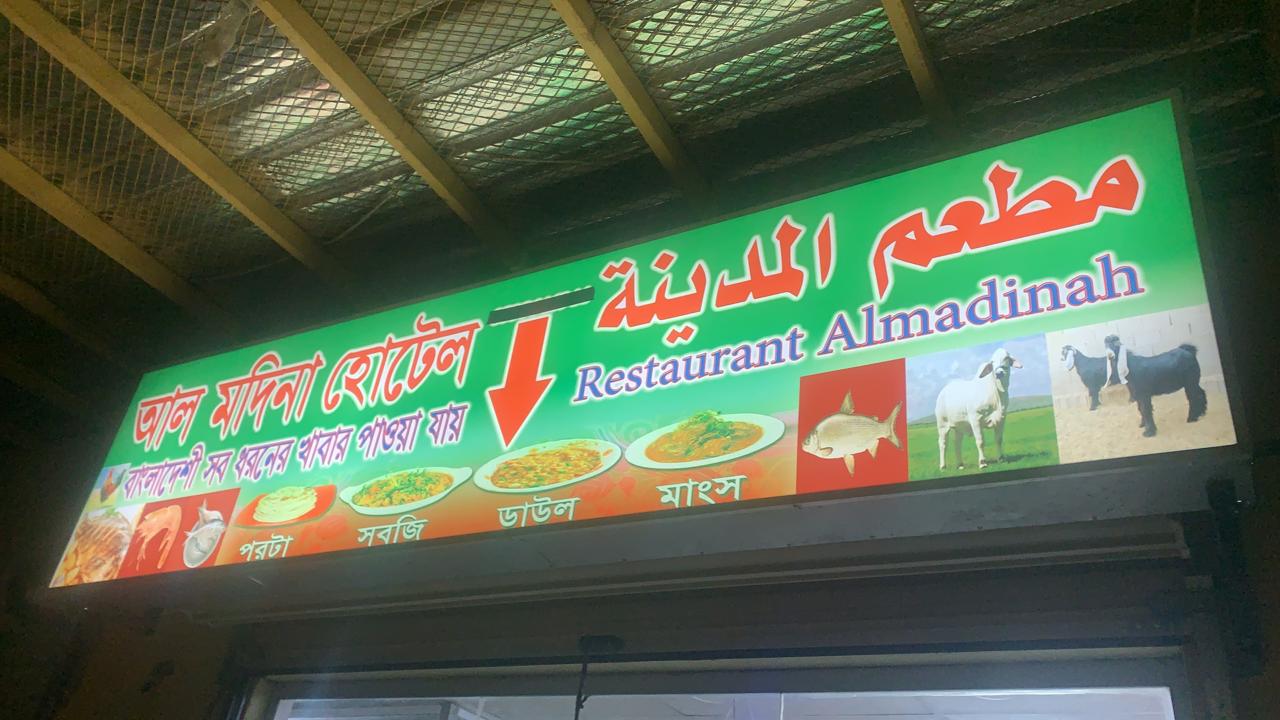 আল মদিনা হোটেল
বাংলাদেশী সব ধরনের খাবার পাওয়া যায়
مطعم المدينة
Restaurant Almadinah
পরটা
সবজি
ডাউল
মাংস